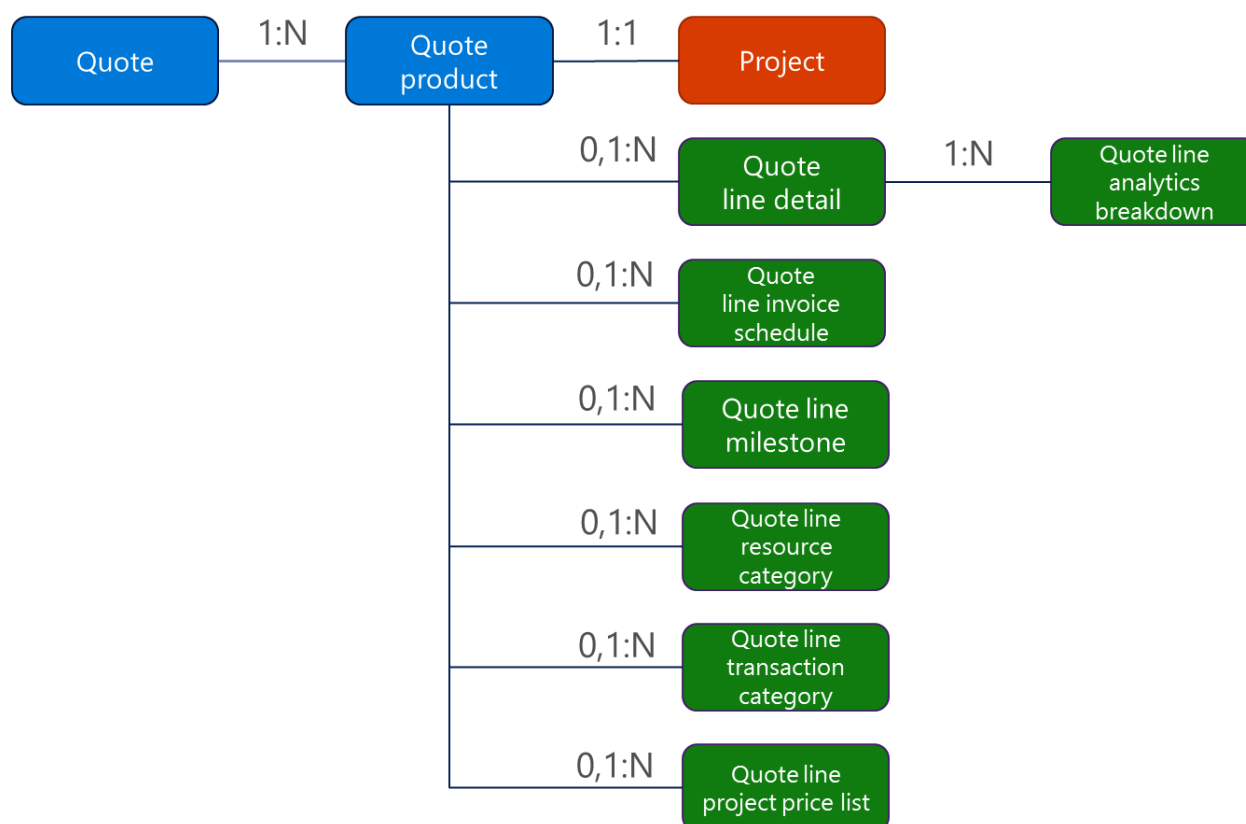 Quote
1:N
Quote
product
1:1
Project
0,1:N
Quote
line detail
1:N
Quote line
analytics
breakdown
0,1:N
Quote
line invoice
schedule
0,1:N
Quote line
milestone
0,1:N
Quote line
resource
category
0,1:N
Quote line
transaction
category
0,1:N
Quote line
project price list